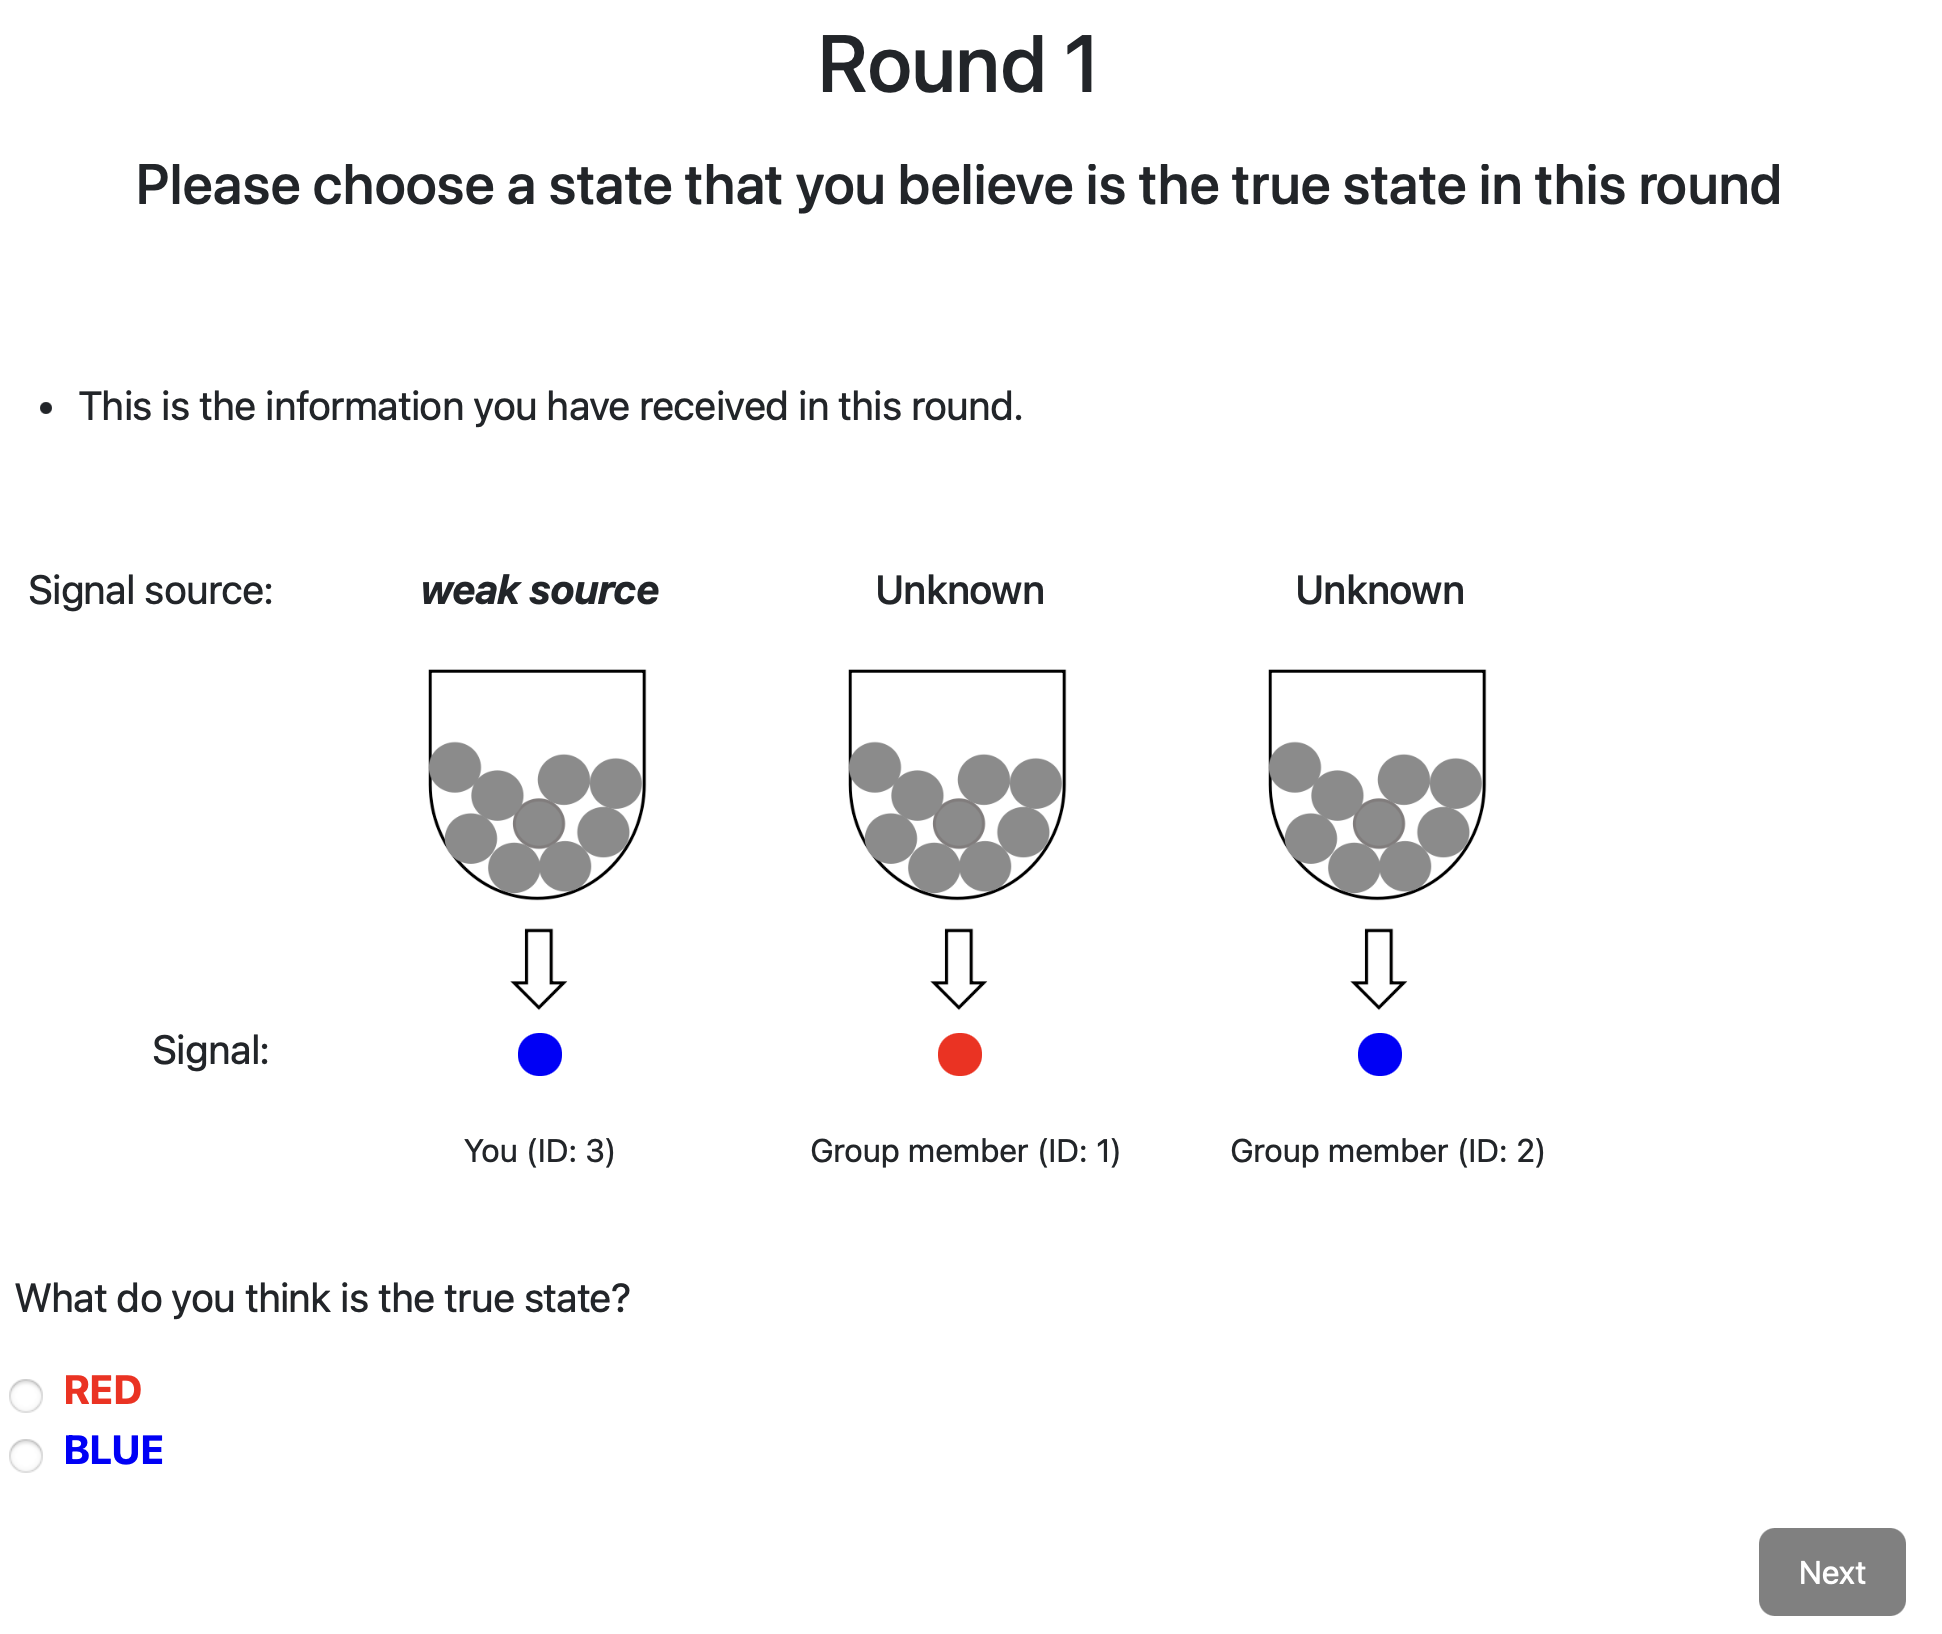 Round 1
Please choose a state that you believe is the true state in this round
• This is the information you have received in this round.
Signal source: weak source Unknown Unknown
Signal:
You (ID: 3) Group member (ID: 1) Group member (ID: 2)
What do you think is the true state?
RED
BLUE
Next